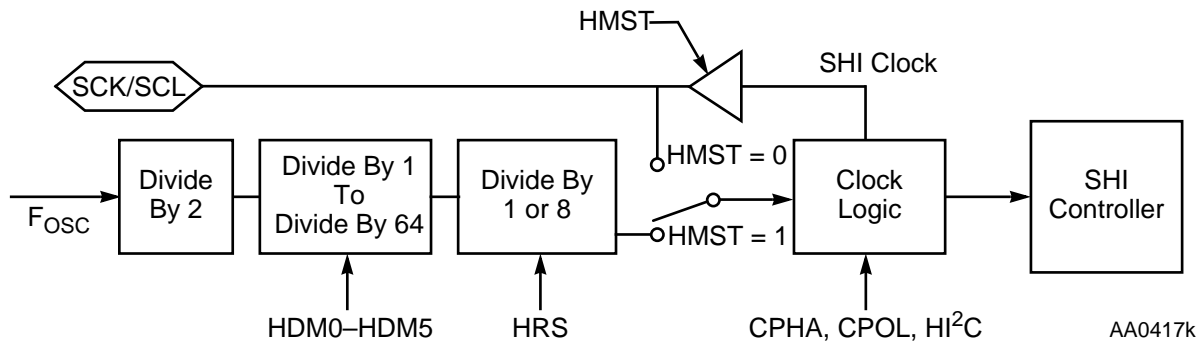 HMST
SCK/SCL
SHI Clock
HMST = 0
Divide
By 2
Divide By 1
To
Divide By 64
Divide By
1 or 8
Clock
Logic
SHI
Controller
F_OSC
HMST = 1
HDM0–HDM5
HRS
CPHA, CPOL, HI²C
AA0417k